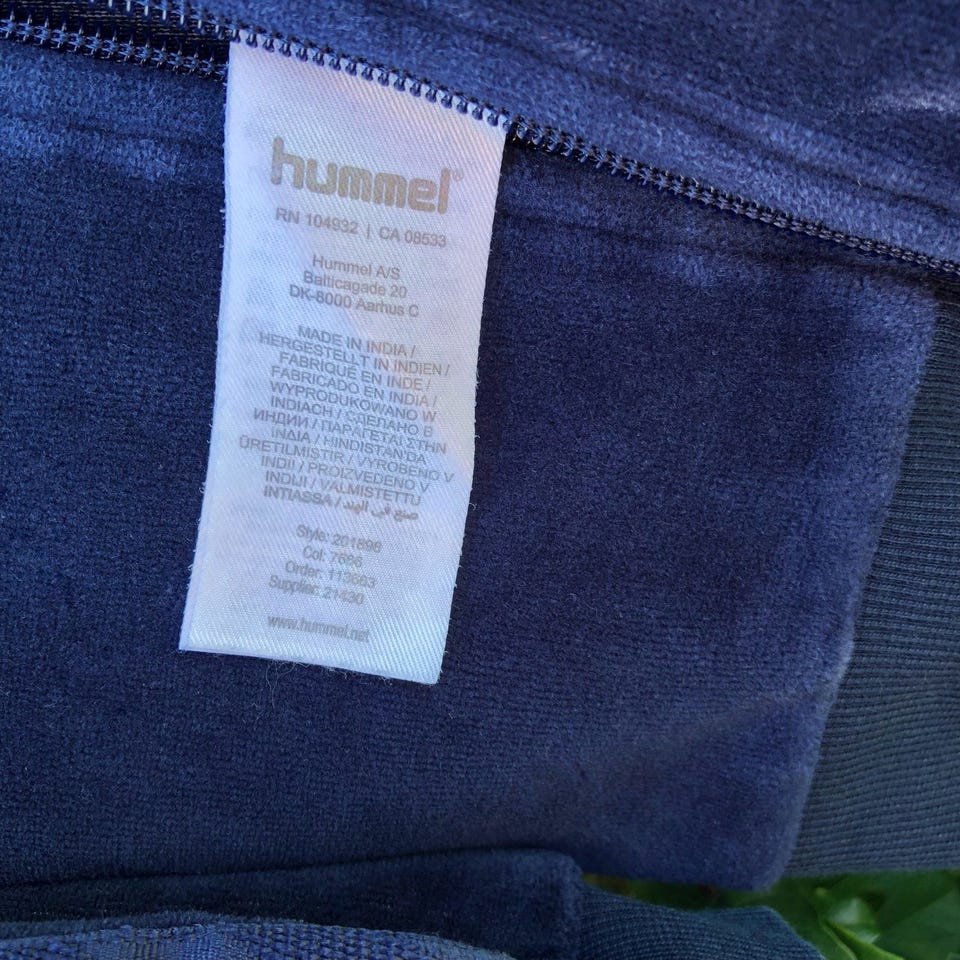 hummel®
RN 104932 | CA 08533
Hummel A/S
Balticagade 20
DK-8000 Aarhus C
MADE IN INDIA /
HERGESTELLT IN INDIEN /
FABRIQUÉ EN INDE /
FABRICADO EN INDIA /
WYPRODUKOWANO W
INDIACH / СДЕЛАНО В
ИНДИИ / ΠΑΡΑΓΕΤΑΙ ΣΤΗΝ
ΙΝΔΙΑ / HINDISTAN'DA
ÜRETILMISTIR / VYROBENO V
INDII / PROIZVEDENO V
INDIJI / VALMISTETTU
INTIASSA / صنع في الهند
Style: 201896
Col: 7666
Order: 113663
Supplier: 21430
www.hummel.net